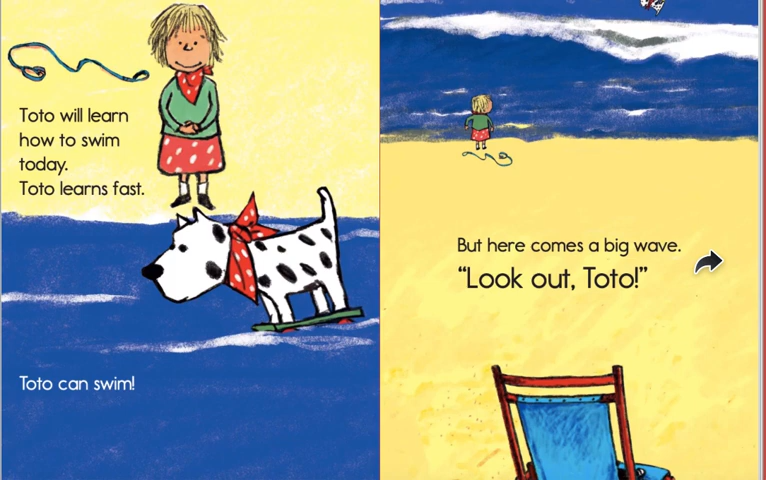 Toto will learn
how to swim
today.
Toto learns fast.
Toto can swim!
But here comes a big wave.
“Look out, Toto!”